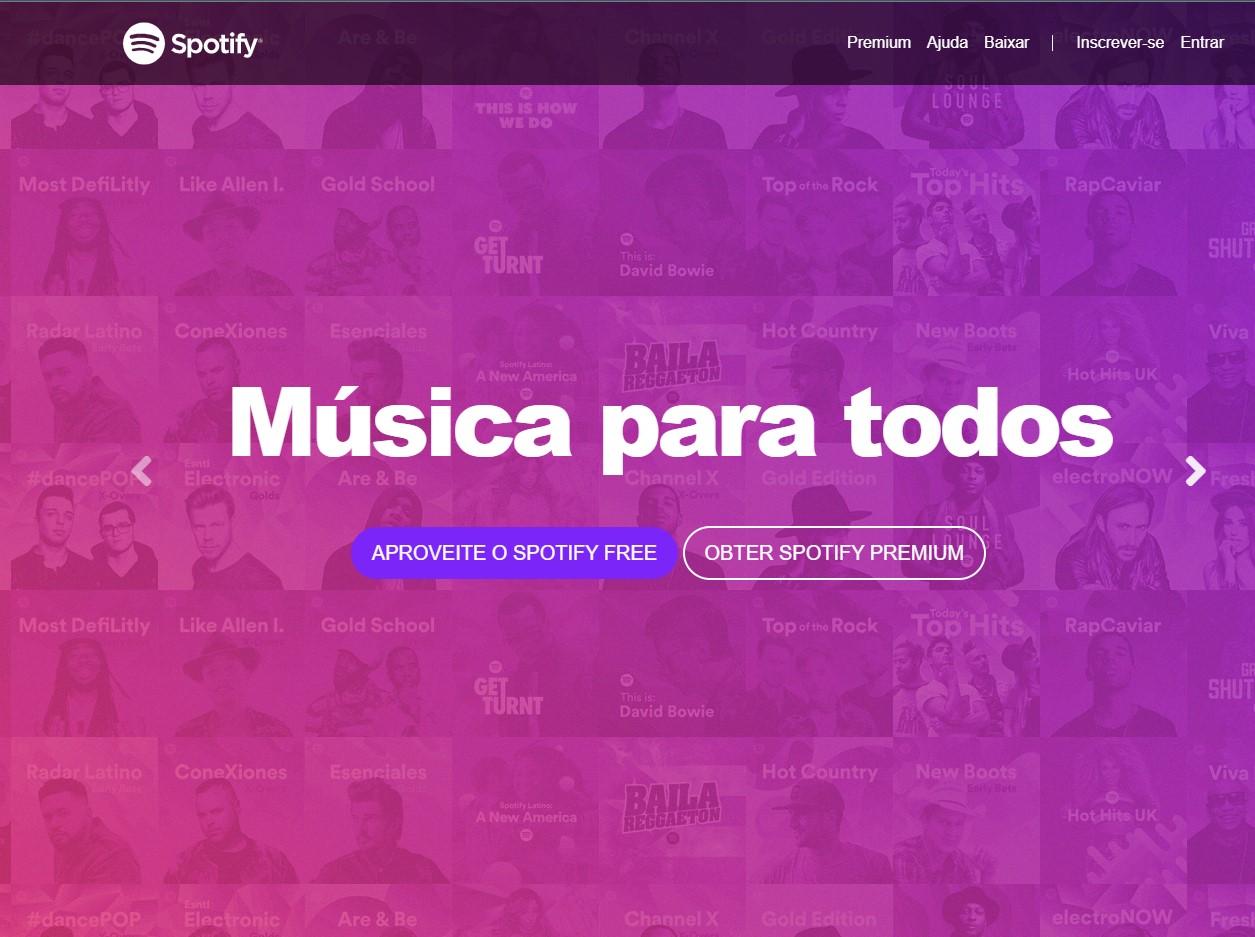 Spotify®
Premium Ajuda Baixar | Inscrever-se Entrar
#dancePOP Are & Be Channel X Gold Edition electroNOW
THIS IS HOW
WE DO
SOUL
LOUNGE
Most DefiLitly Like Allen I. Gold School Top of the Rock Today's Top Hits RapCaviar
GET
TURNT
This is:
David Bowie
Radar Latino ConeXiones Esenciales Hot Country New Boots Viva
Early Bets Early Bets
Spotify Latino:
A New America
BAILA
REGGAETON
Hot Hits UK
Música para todos
#dancePOP Esntl Electronic Are & Be Channel X Gold Edition electroNOW
X-Overs Golds X-Overs
SOUL
LOUNGE
APROVEITE O SPOTIFY FREE OBTER SPOTIFY PREMIUM
Most DefiLitly Like Allen I. Gold School Top of the Rock Today's Top Hits RapCaviar
GET
TURNT
This is:
David Bowie
Radar Latino ConeXiones Esenciales Hot Country New Boots Viva
Early Bets Early Bets
Spotify Latino:
A New America
BAILA
REGGAETON
Hot Hits UK
#dancePOP Esntl Electronic Are & Be Channel X Gold Edition electroNOW